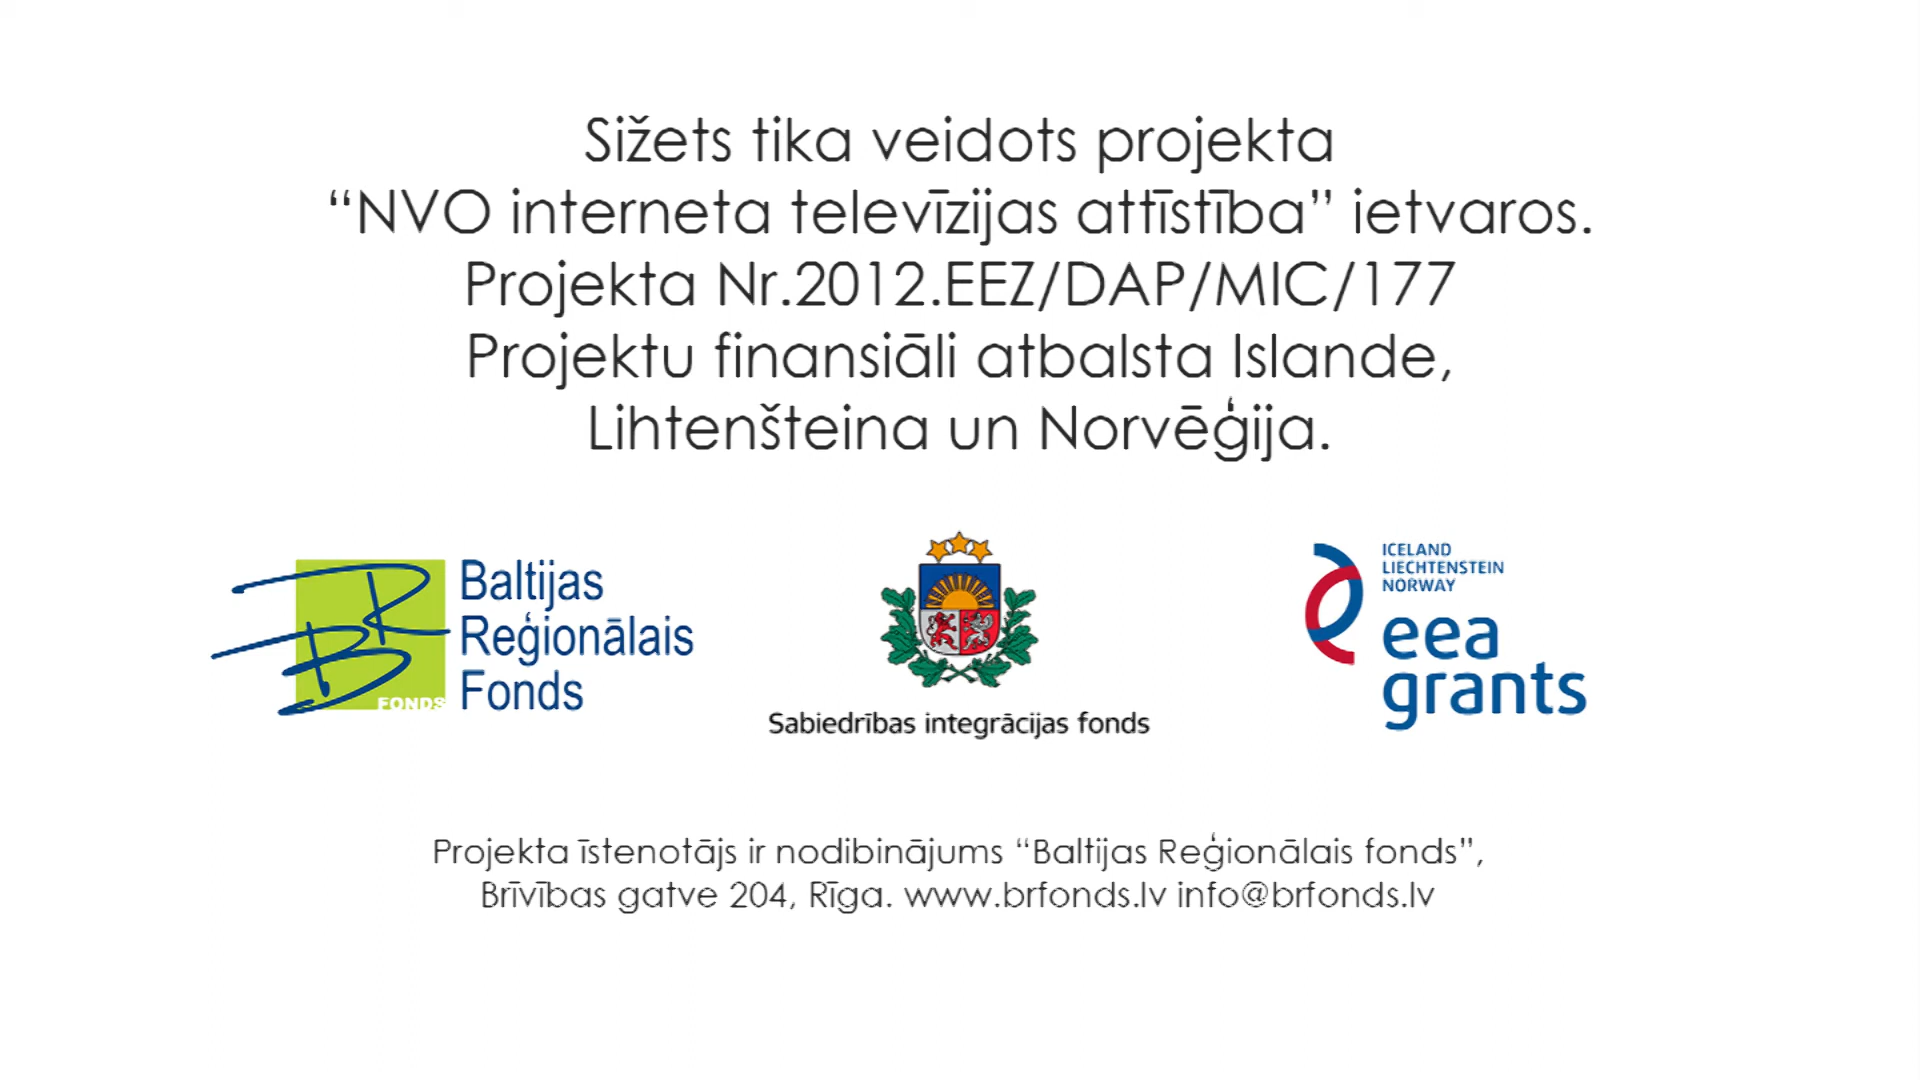 Sižets tika veidots projekta
“NVO interneta televīzijas attīstība” ietvaros.
Projekta Nr.2012.EEZ/DAP/MIC/177
Projektu finansiāli atbalsta Islande,
Lihtenšteina un Norvēģija.
BR
FONDS
Baltijas
Reģionālais
Fonds
Sabiedrības integrācijas fonds
ICELAND
LIECHTENSTEIN
NORWAY
eea
grants
Projekta īstenotājs ir nodibinājums “Baltijas Reģionālais fonds”,
Brīvības gatve 204, Rīga. www.brfonds.lv info@brfonds.lv